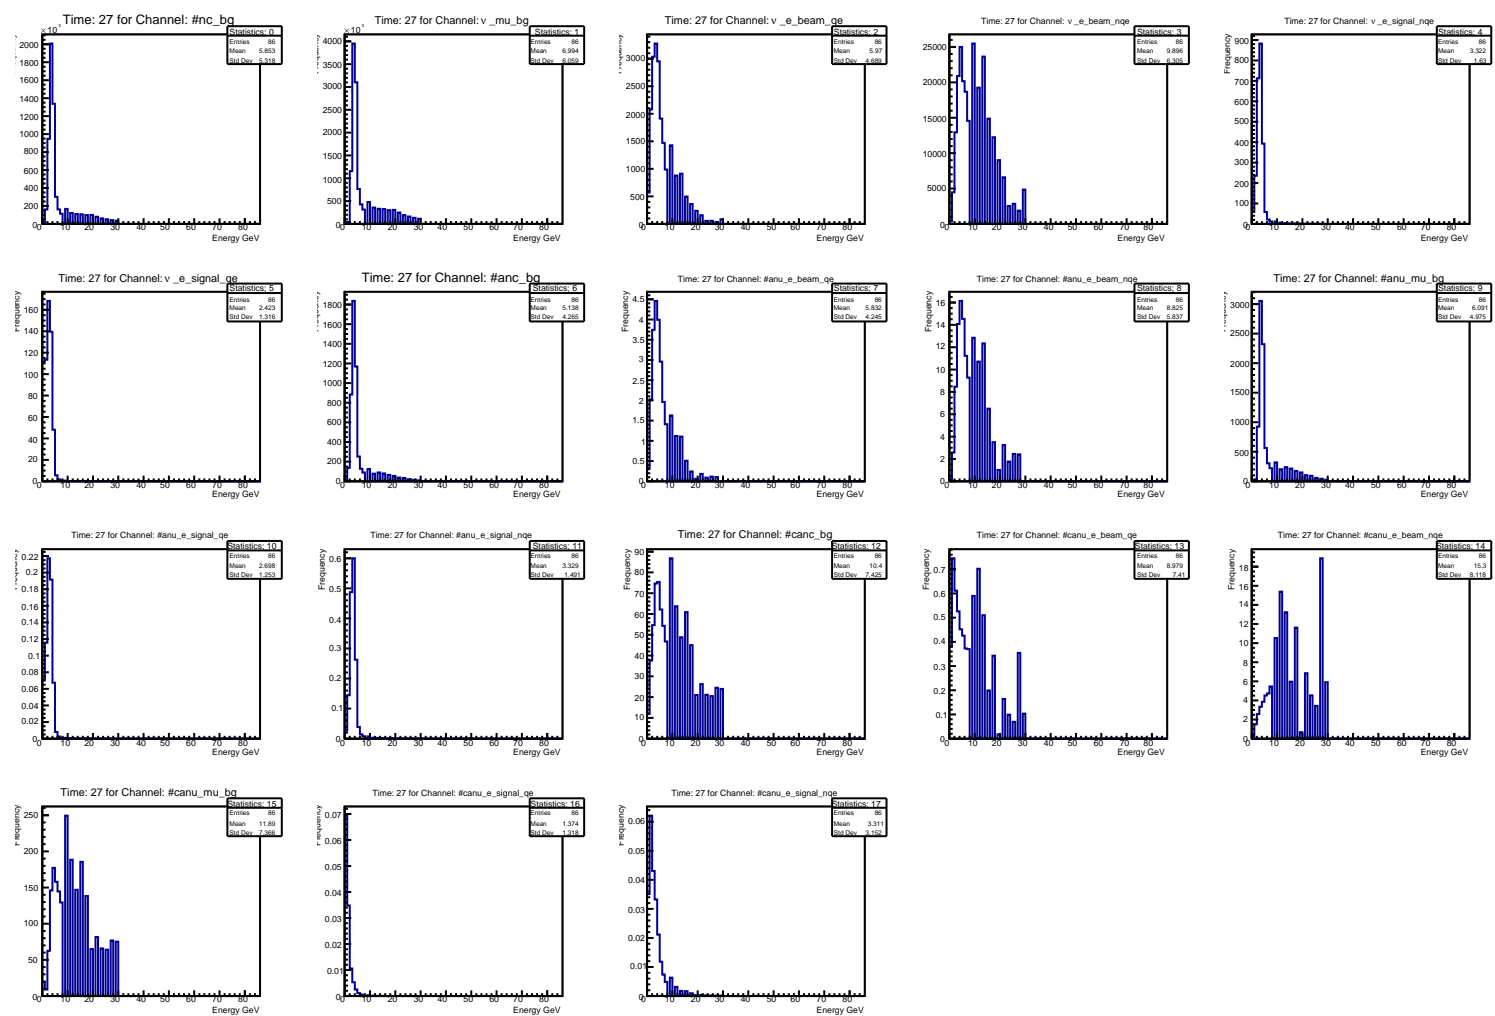 Time: 27 for Channel: #nc_bg
Statistics: 0
Entries 86
Mean 5.853
Std Dev 5.318
Energy GeV
Time: 27 for Channel: ν _mu_bg
Statistics: 1
Entries 86
Mean 6.994
Std Dev 6.059
Energy GeV
Time: 27 for Channel: ν _e_beam_qe
Statistics: 2
Entries 86
Mean 5.97
Std Dev 4.689
Energy GeV
Time: 27 for Channel: ν _e_beam_nqe
Statistics: 3
Entries 86
Mean 9.896
Std Dev 6.305
Frequency
Energy GeV
Time: 27 for Channel: ν _e_signal_nqe
Statistics: 4
Entries 86
Mean 3.322
Std Dev 1.63
Frequency
Energy GeV
Time: 27 for Channel: ν _e_signal_qe
Statistics: 5
Entries 86
Mean 2.423
Std Dev 1.316
Energy GeV
Time: 27 for Channel: #anc_bg
Statistics: 6
Entries 86
Mean 5.138
Std Dev 4.265
Energy GeV
Time: 27 for Channel: #anu_e_beam_qe
Statistics: 7
Entries 86
Mean 5.832
Std Dev 4.245
Frequency
Energy GeV
Time: 27 for Channel: #anu_e_beam_nqe
Statistics: 8
Entries 86
Mean 8.825
Std Dev 5.837
Frequency
Energy GeV
Time: 27 for Channel: #anu_mu_bg
Statistics: 9
Entries 86
Mean 6.091
Std Dev 4.975
Energy GeV
Time: 27 for Channel: #anu_e_signal_qe
Statistics: 10
Entries 86
Mean 2.698
Std Dev 1.253
Energy GeV
Time: 27 for Channel: #anu_e_signal_nqe
Statistics: 11
Entries 86
Mean 3.329
Std Dev 1.491
Frequency
Energy GeV
Time: 27 for Channel: #canc_bg
Statistics: 12
Entries 86
Mean 10.4
Std Dev 7.425
Frequency
Energy GeV
Time: 27 for Channel: #canu_e_beam_qe
Statistics: 13
Entries 86
Mean 8.979
Std Dev 7.41
Frequency
Energy GeV
Time: 27 for Channel: #canu_e_beam_nqe
Statistics: 14
Entries 86
Mean 15.3
Std Dev 8.118
Frequency
Energy GeV
Time: 27 for Channel: #canu_mu_bg
Statistics: 15
Entries 86
Mean 11.89
Std Dev 7.366
Energy GeV
Time: 27 for Channel: #canu_e_signal_qe
Statistics: 16
Entries 86
Mean 1.374
Std Dev 1.318
Energy GeV
Time: 27 for Channel: #canu_e_signal_nqe
Statistics: 17
Entries 86
Mean 3.311
Std Dev 3.152
Frequency
Energy GeV